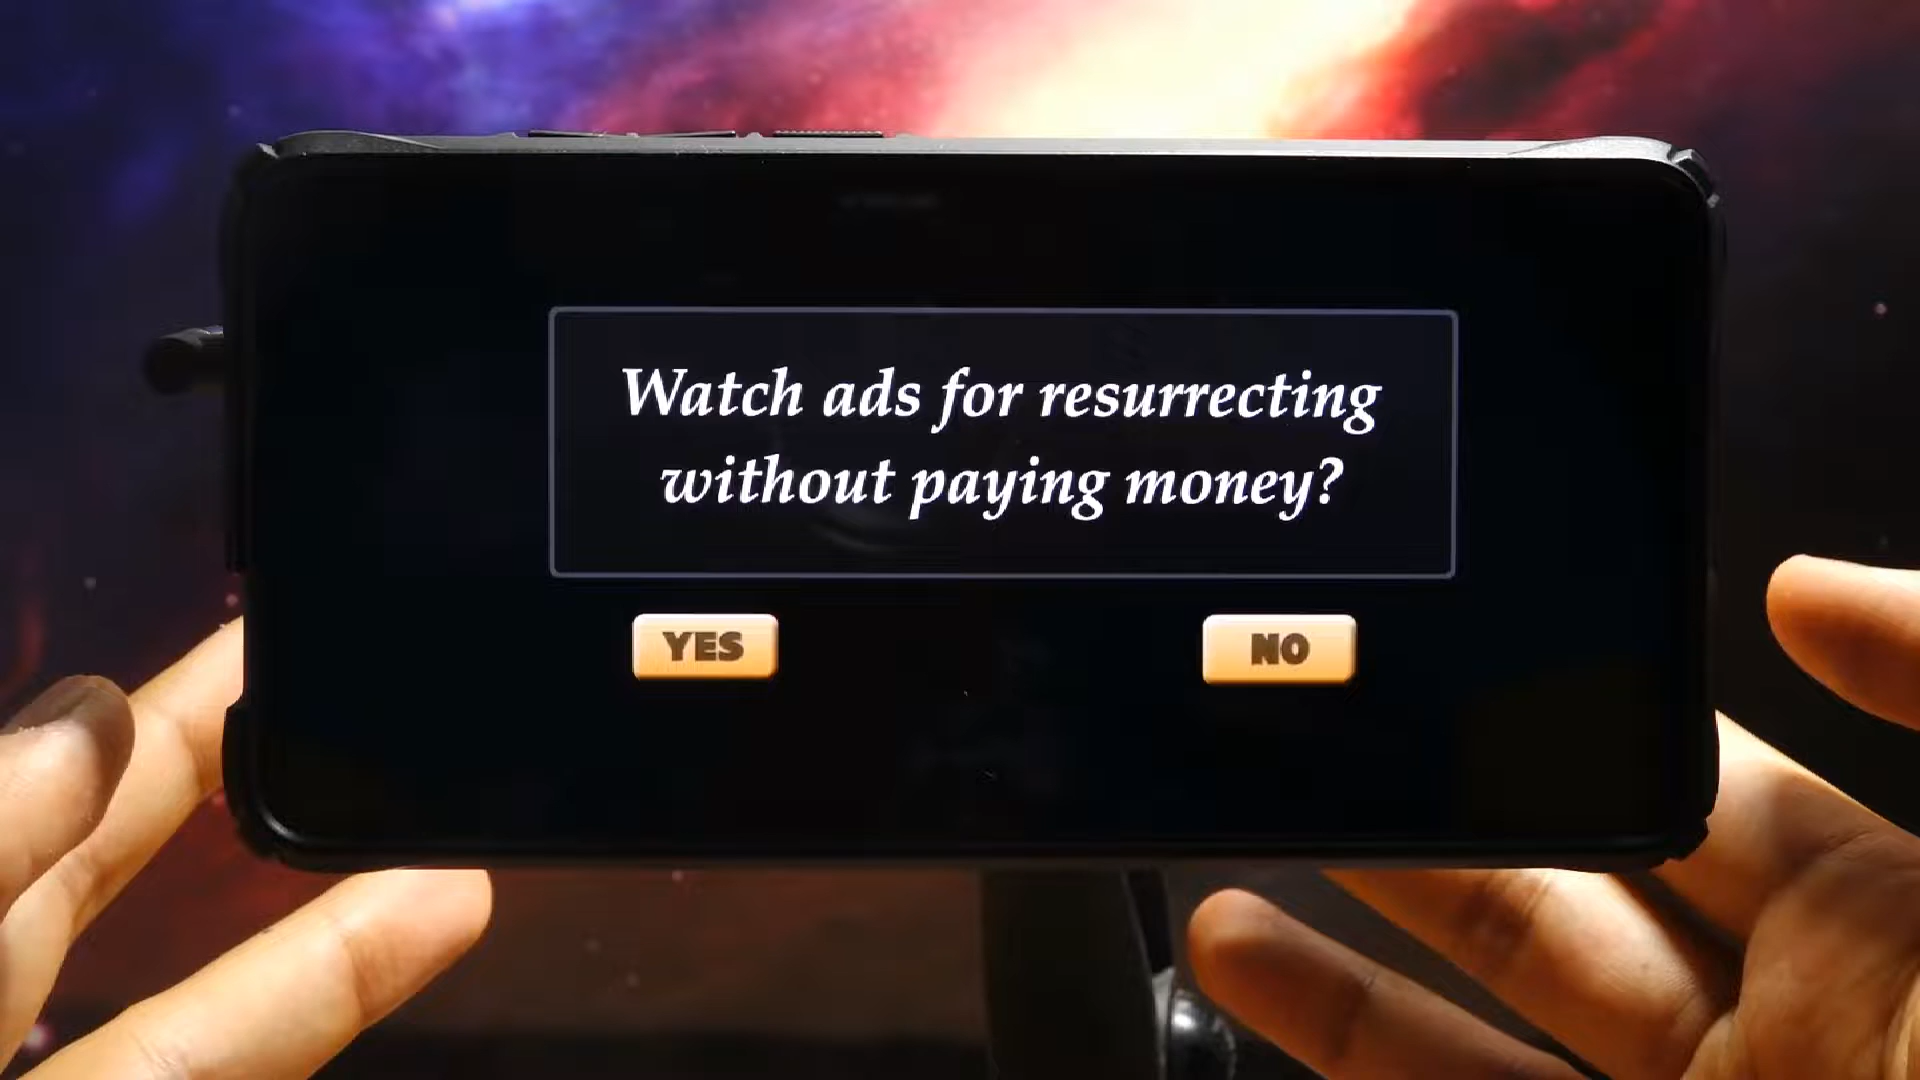 Watch ads for resurrecting
without paying money?
YES
NO